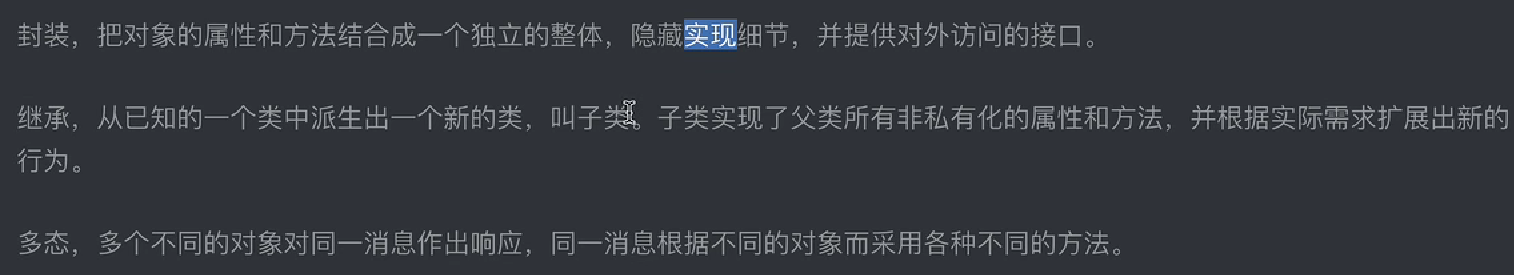 封装，把对象的属性和方法结合成一个独立的整体，隐藏实现细节，并提供对外访问的接口。
继承，从已知的一个类中派生出一个新的类，叫子类。子类实现了父类所有非私有化的属性和方法，并根据实际需求扩展出新的
行为。
多态，多个不同的对象对同一消息作出响应，同一消息根据不同的对象而采用各种不同的方法。